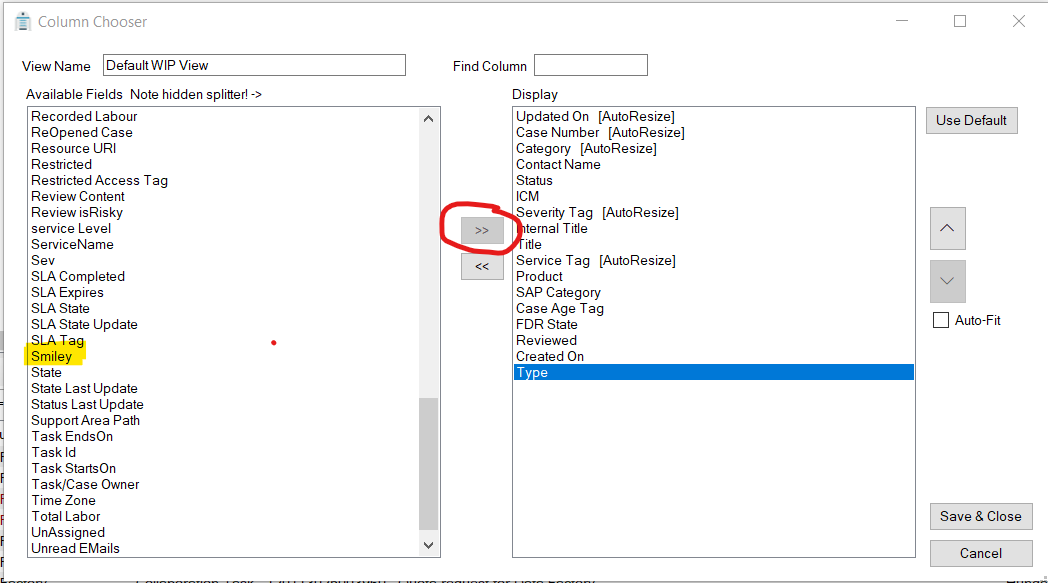 Column Chooser
View Name Default WIP View
Find Column
Available Fields Note hidden splitter! ->
Recorded Labour
ReOpened Case
Resource URI
Restricted
Restricted Access Tag
Review Content
Review isRisky
service Level
ServiceName
Sev
SLA Completed
SLA Expires
SLA State
SLA State Update
SLA Tag
Smiley
State
State Last Update
Status Last Update
Support Area Path
Task EndsOn
Task Id
Task StartsOn
Task/Case Owner
Time Zone
Total Labor
UnAssigned
Unread EMails
>>
<<
Display
Updated On [AutoResize]
Case Number [AutoResize]
Category [AutoResize]
Contact Name
Status
ICM
Severity Tag [AutoResize]
Internal Title
Title
Service Tag [AutoResize]
Product
SAP Category
Case Age Tag
FDR State
Reviewed
Created On
Type
Use Default
Auto-Fit
Save & Close
Cancel